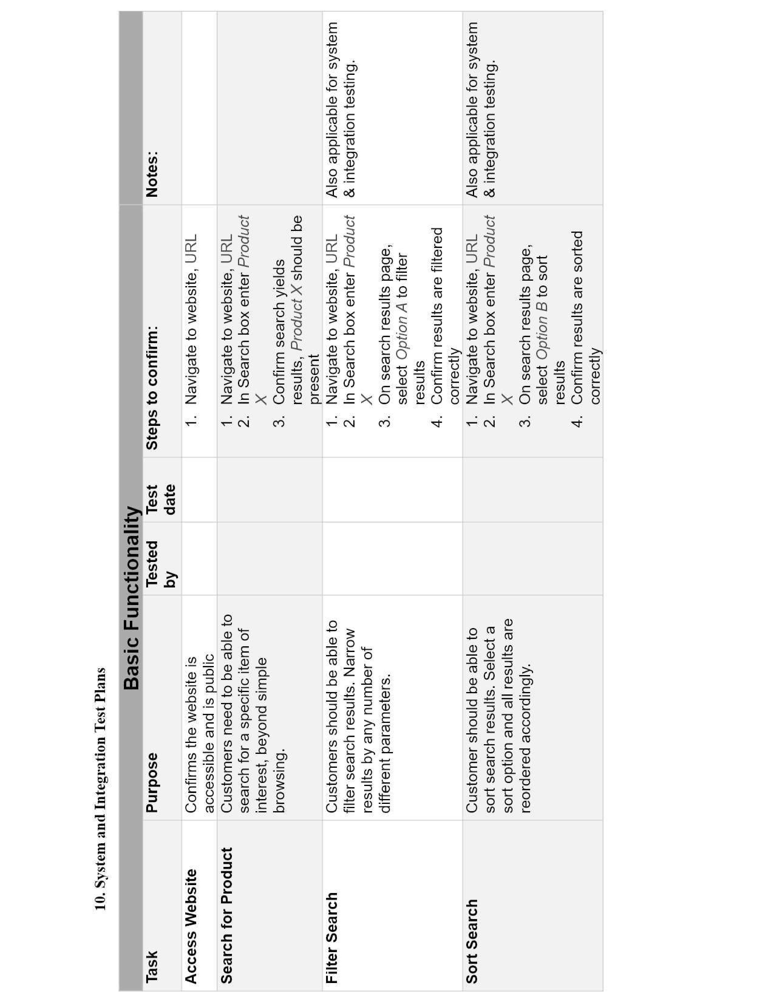 10. System and Integration Test Plans
Basic Functionality
Task
Purpose
Tested
by
Test
date
Steps to confirm:
Notes:
Access Website
Confirms the website is
accessible and is public
1. Navigate to website, URL
Search for Product
Customers need to be able to
search for a specific item of
interest, beyond simple
browsing.
1. Navigate to website, URL
2. In Search box enter Product
X
3. Confirm search yields
results, Product X should be
present
Filter Search
Customers should be able to
filter search results. Narrow
results by any number of
different parameters.
1. Navigate to website, URL
2. In Search box enter Product
X
3. On search results page,
select Option A to filter
results
4. Confirm results are filtered
correctly
Also applicable for system
& integration testing.
Sort Search
Customer should be able to
sort search results. Select a
sort option and all results are
reordered accordingly.
1. Navigate to website, URL
2. In Search box enter Product
X
3. On search results page,
select Option B to sort
results
4. Confirm results are sorted
correctly
Also applicable for system
& integration testing.